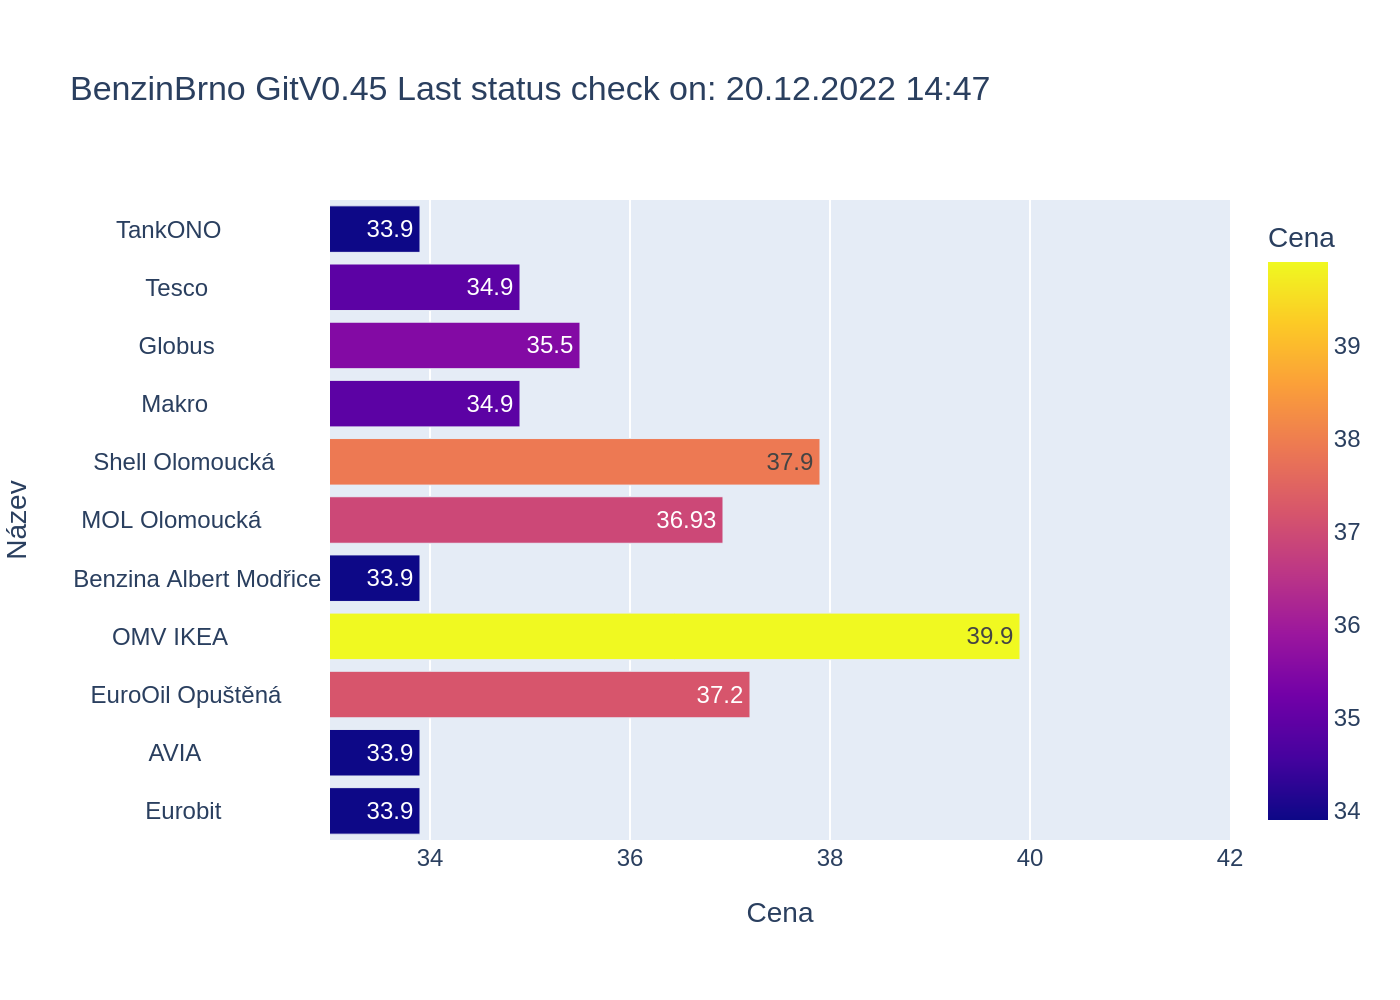 BenzinBrno GitV0.45 Last status check on: 20.12.2022 14:47
Název
TankONO 33.9
Tesco 34.9
Globus 35.5
Makro 34.9
Shell Olomoucká 37.9
MOL Olomoucká 36.93
Benzina Albert Modřice 33.9
OMV IKEA 39.9
EuroOil Opuštěná 37.2
AVIA 33.9
Eurobit 33.9
34 36 38 40 42
Cena
Cena
39
38
37
36
35
34